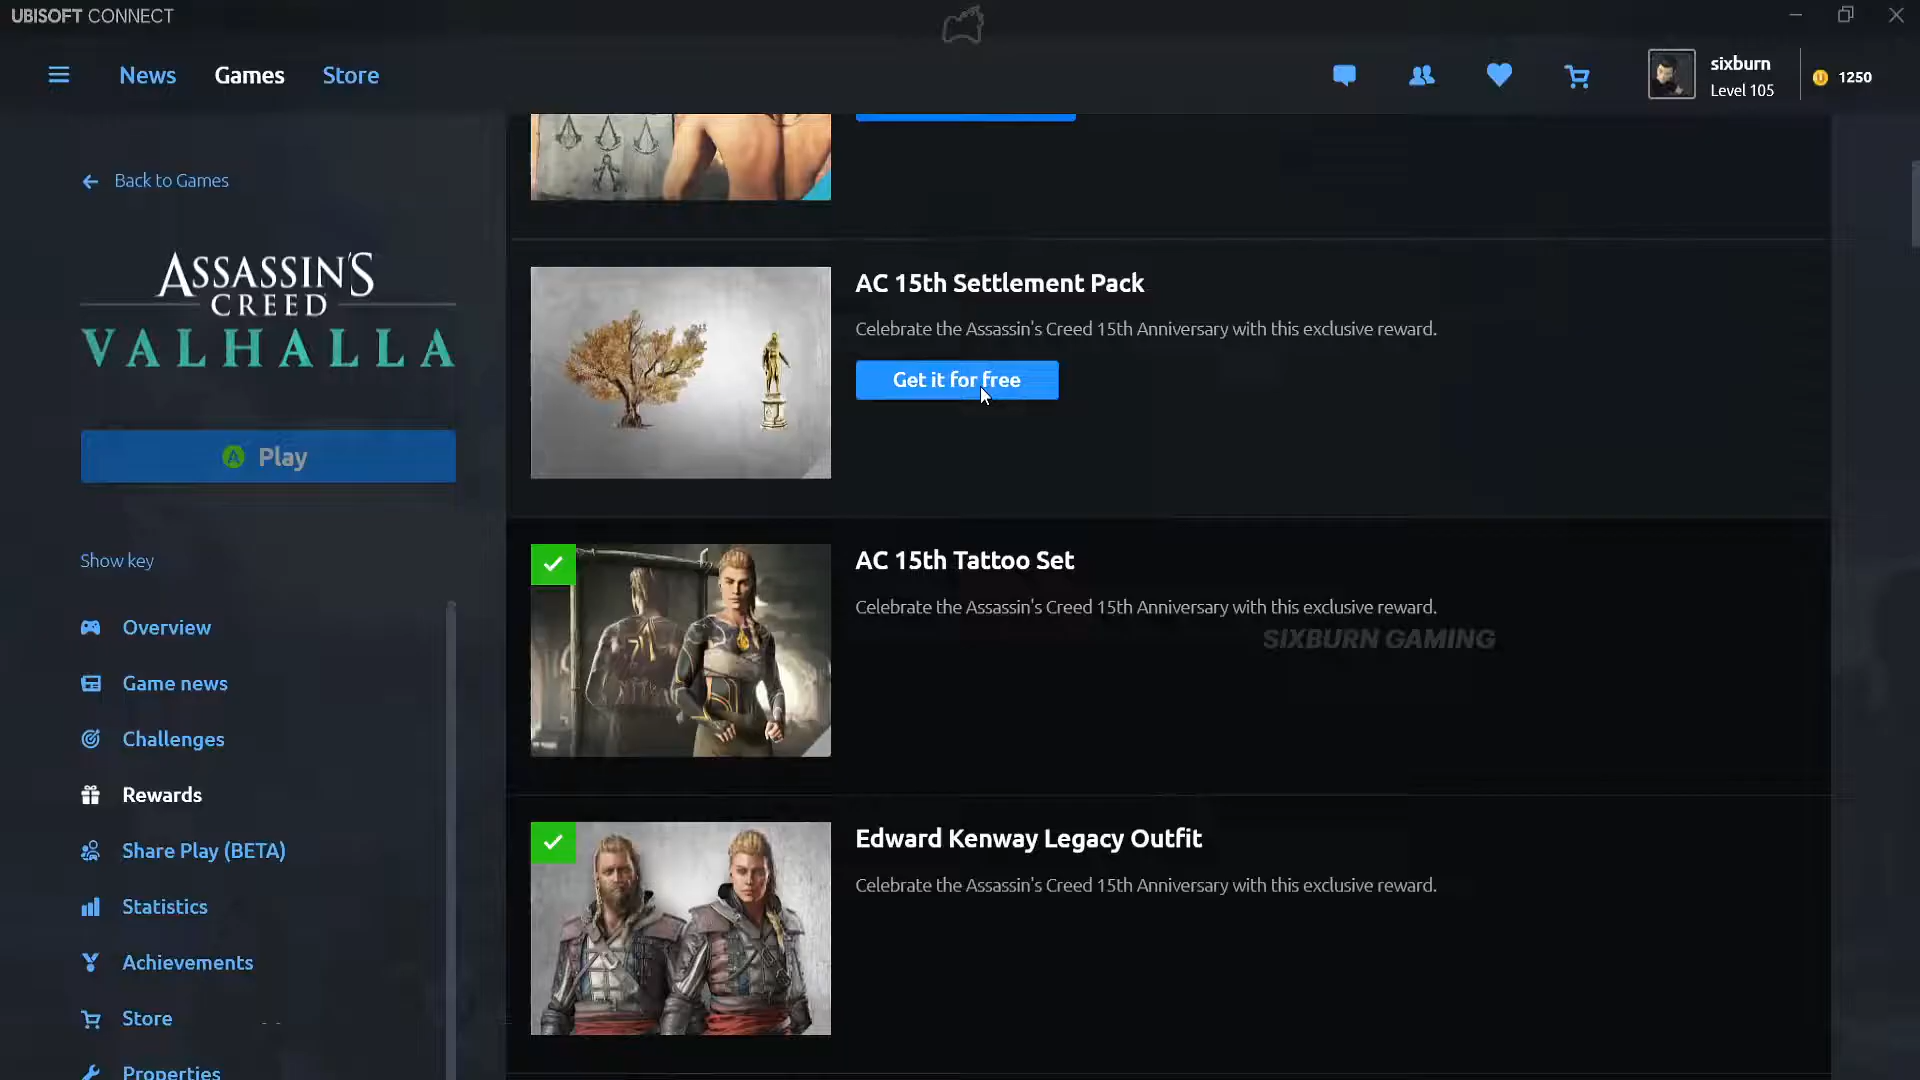 UBISOFT CONNECT
News
Games
Store
sixburn
Level 105
1250
Back to Games
ASSASSIN'S
CREED
VALHALLA
Play
Show key
Overview
Game news
Challenges
Rewards
Share Play (BETA)
Statistics
Achievements
Store
Properties
AC 15th Settlement Pack
Celebrate the Assassin's Creed 15th Anniversary with this exclusive reward.
Get it for free
AC 15th Tattoo Set
Celebrate the Assassin's Creed 15th Anniversary with this exclusive reward.
SIXBURN GAMING
Edward Kenway Legacy Outfit
Celebrate the Assassin's Creed 15th Anniversary with this exclusive reward.